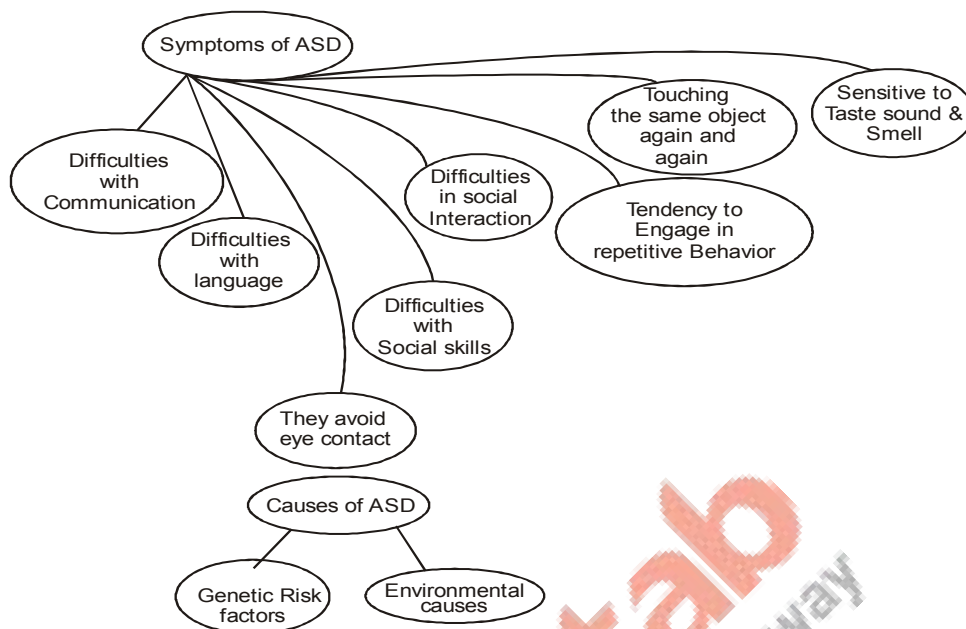 Symptoms of ASD
Touching
the same object
again and
again
Sensitive to
Taste sound &
Smell
Difficulties
with
Communication
Difficulties
in social
Interaction
Tendency to
Engage in
repetitive Behavior
Difficulties
with
language
Difficulties
with
Social skills
They avoid
eye contact
Causes of ASD
Genetic Risk
factors
Environmental
causes
tab
way